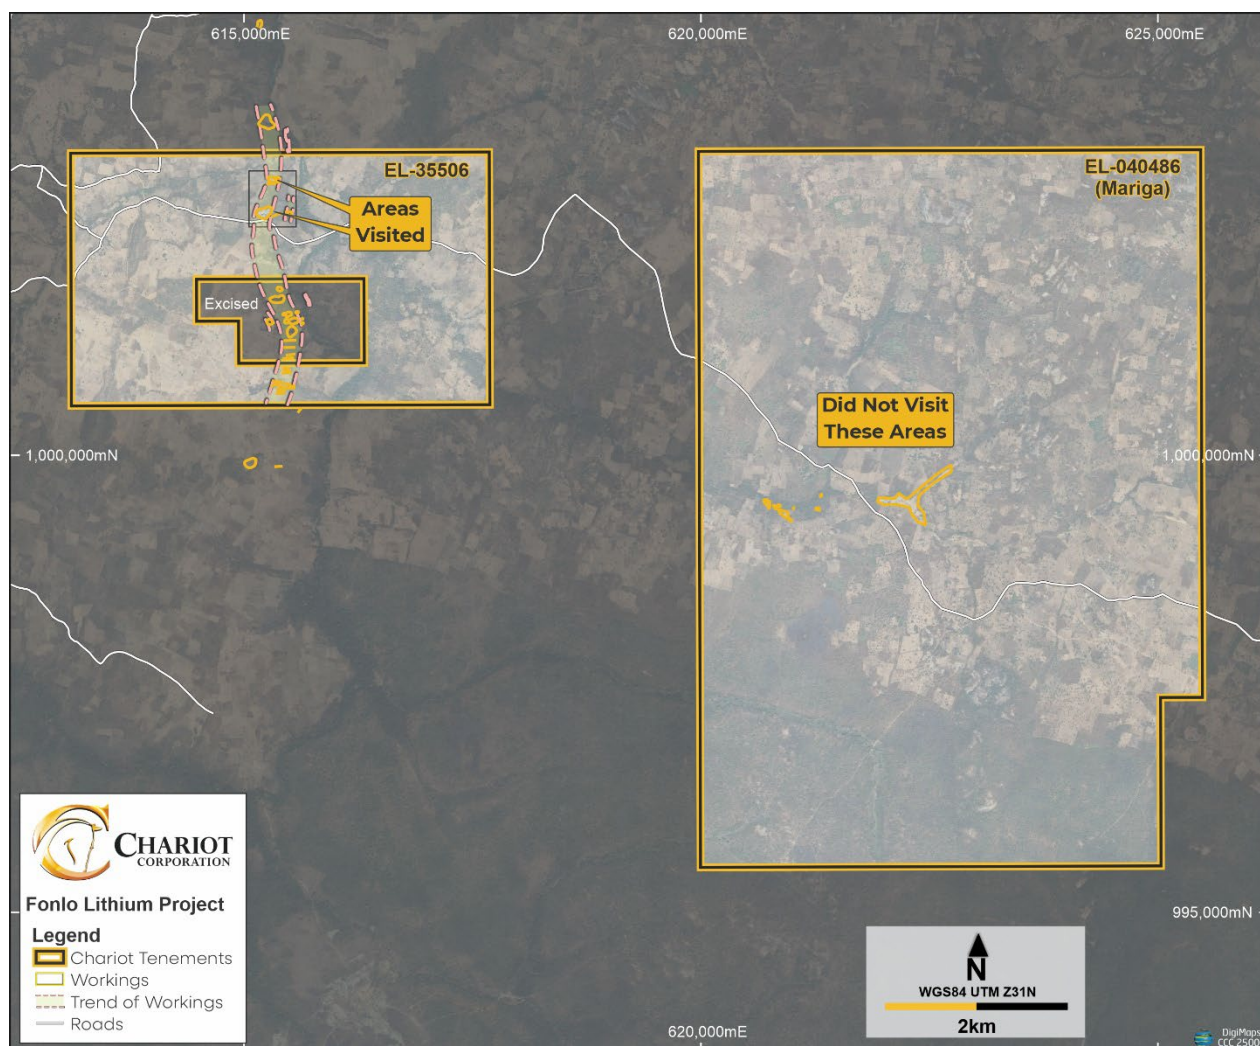 615,000mE
620,000mE
625,000mE
EL-35506
EL-040486
(Mariga)
Areas
Visited
Excised
Did Not Visit
These Areas
1,000,000mN
1,000,000mN
CHARIOT
CORPORATION
Fonlo Lithium Project
Legend
Chariot Tenements
Workings
Trend of Workings
Roads
995,000mN
N
WGS84 UTM Z31N
2km
620,000mE
DigiMaps